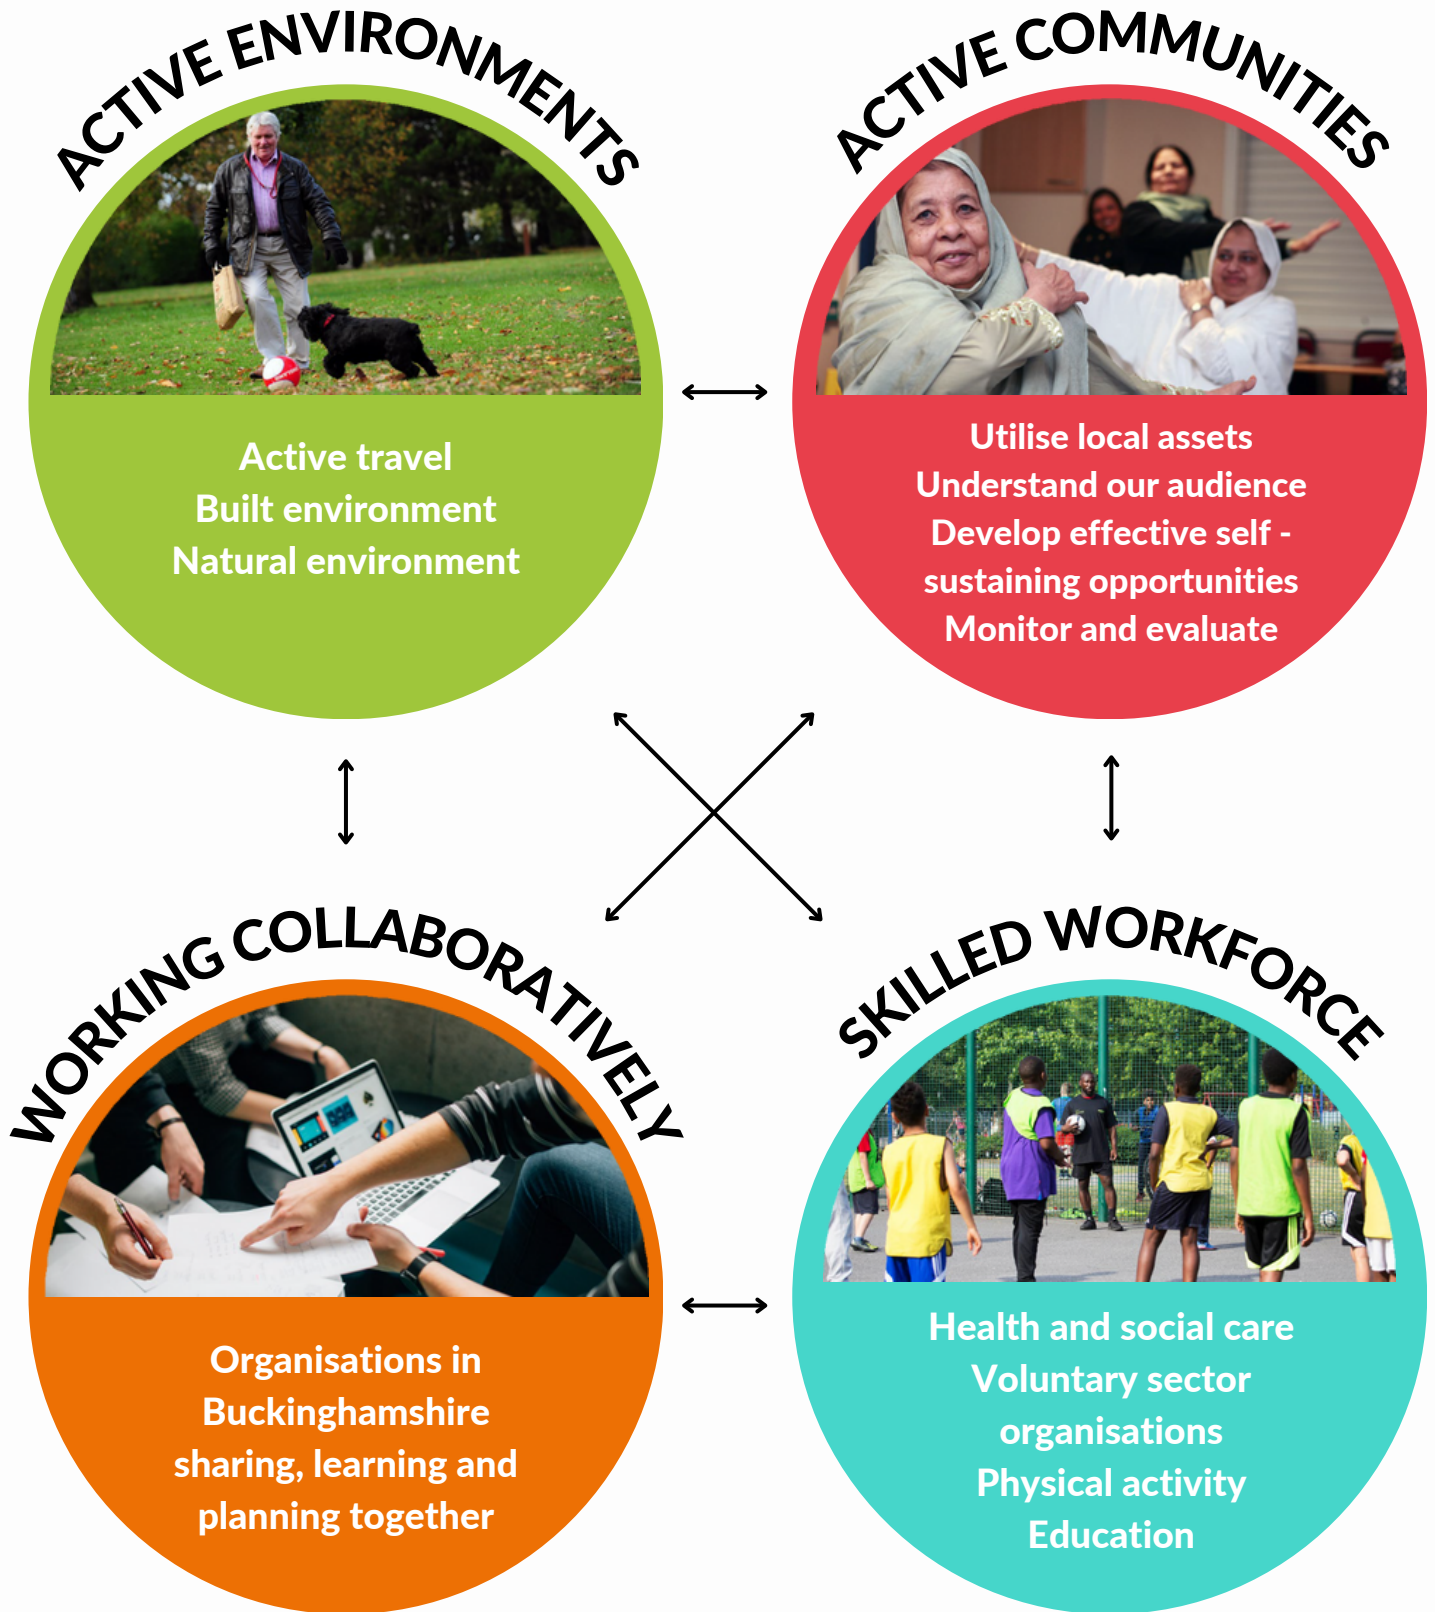 ACTIVE ENVIRONMENTS
Active travel
Built environment
Natural environment
ACTIVE COMMUNITIES
Utilise local assets
Understand our audience
Develop effective self -
sustaining opportunities
Monitor and evaluate
WORKING COLLABORATIVELY
Organisations in
Buckinghamshire
sharing, learning and
planning together
SKILLED WORKFORCE
Health and social care
Voluntary sector
organisations
Physical activity
Education